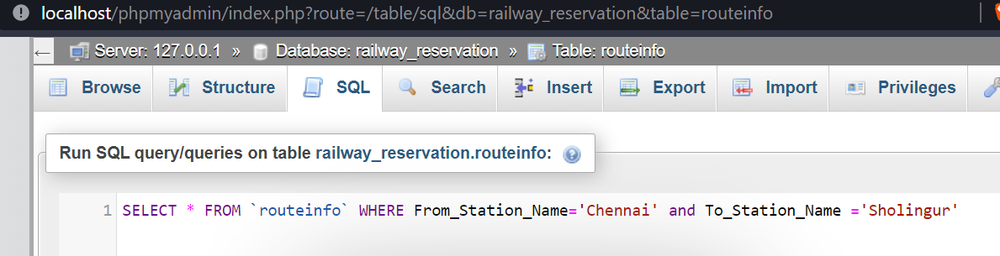 localhost/phpmyadmin/index.php?route=/table/sql&db=railway_reservation&table=routeinfo
← Server: 127.0.0.1 » Database: railway_reservation » Table: routeinfo
Browse Structure SQL Search Insert Export Import Privileges
Run SQL query/queries on table railway_reservation.routeinfo:
1 SELECT * FROM `routeinfo` WHERE From_Station_Name='Chennai' and To_Station_Name ='Sholingur'